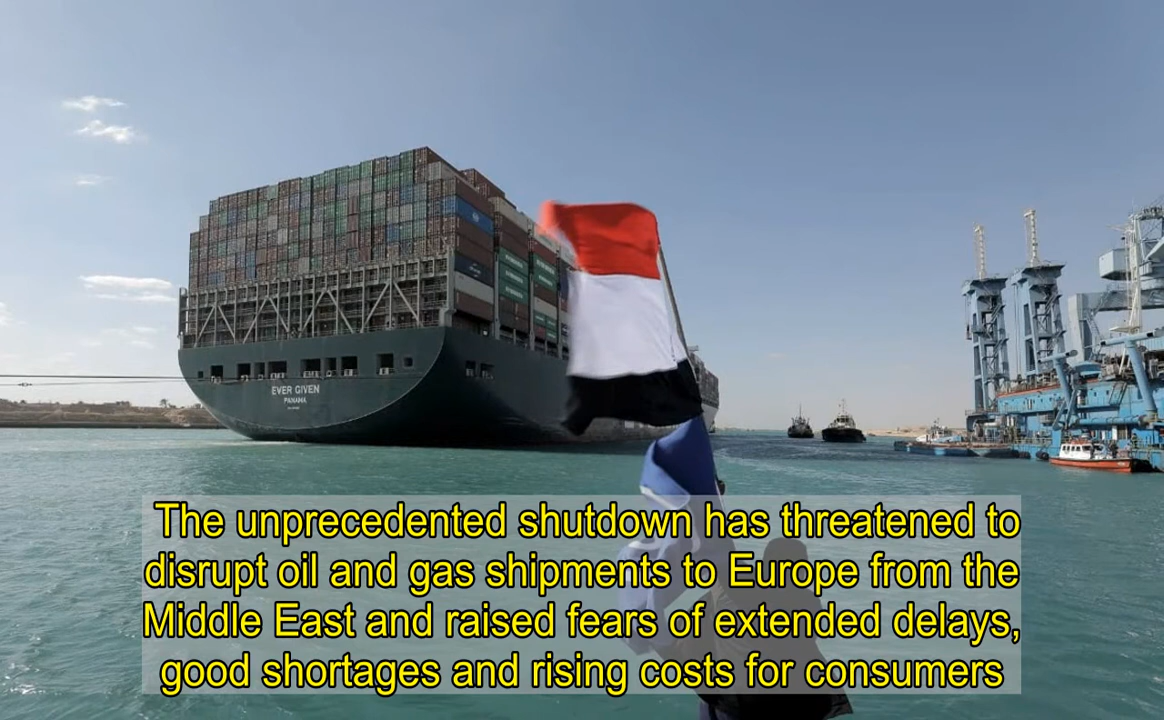 EVER GIVEN
PANAMA
The unprecedented shutdown has threatened to
disrupt oil and gas shipments to Europe from the
Middle East and raised fears of extended delays,
good shortages and rising costs for consumers